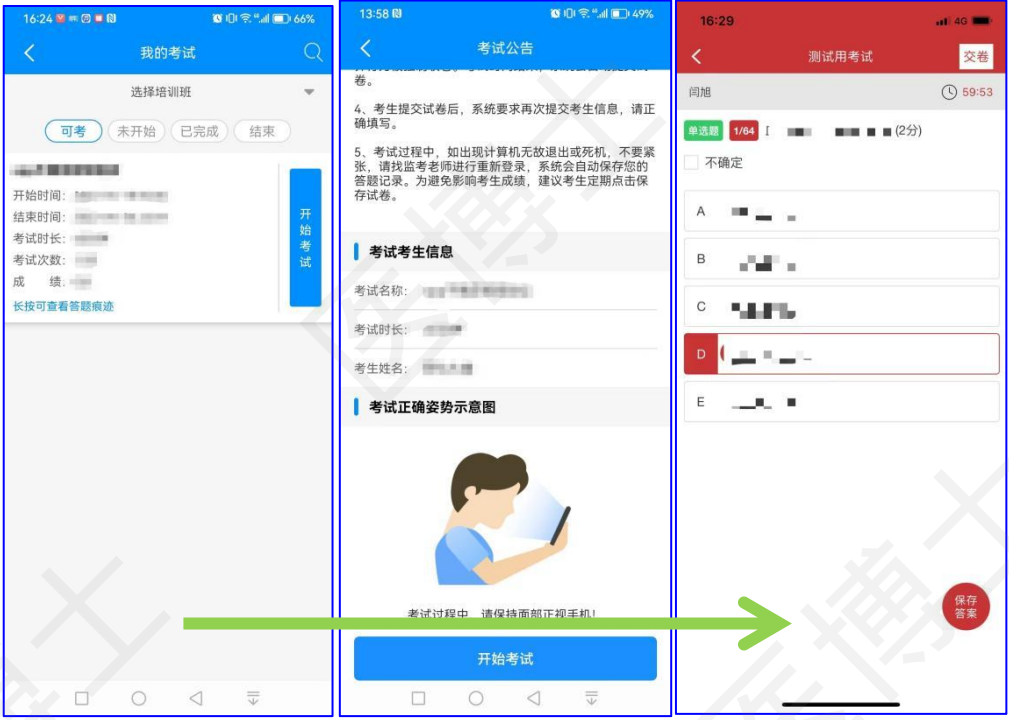 16:24 66%
我的考试
选择培训班
可考 未开始 已完成 结束
开始时间:
结束时间:
考试时长:
考试次数:
成 绩:
长按可查看答题痕迹
开始考试
13:58 49%
考试公告
卷。
4、考生提交试卷后，系统要求再次提交考生信息，请正
确填写。
5、考试过程中，如出现计算机无故退出或死机，不要紧
张，请找监考老师进行重新登录，系统会自动保存您的
答题记录。为避免影响考生成绩，建议考生定期点击保
存试卷。
考试考生信息
考试名称:
考试时长:
考生姓名:
考试正确姿势示意图
考试过程中，请保持面部正视手机!
开始考试
16:29 4G
测试用考试 交卷
闫旭 59:53
单选题 1/64 (2分)
不确定
A
B
C
D
E
保存
答案
医博士